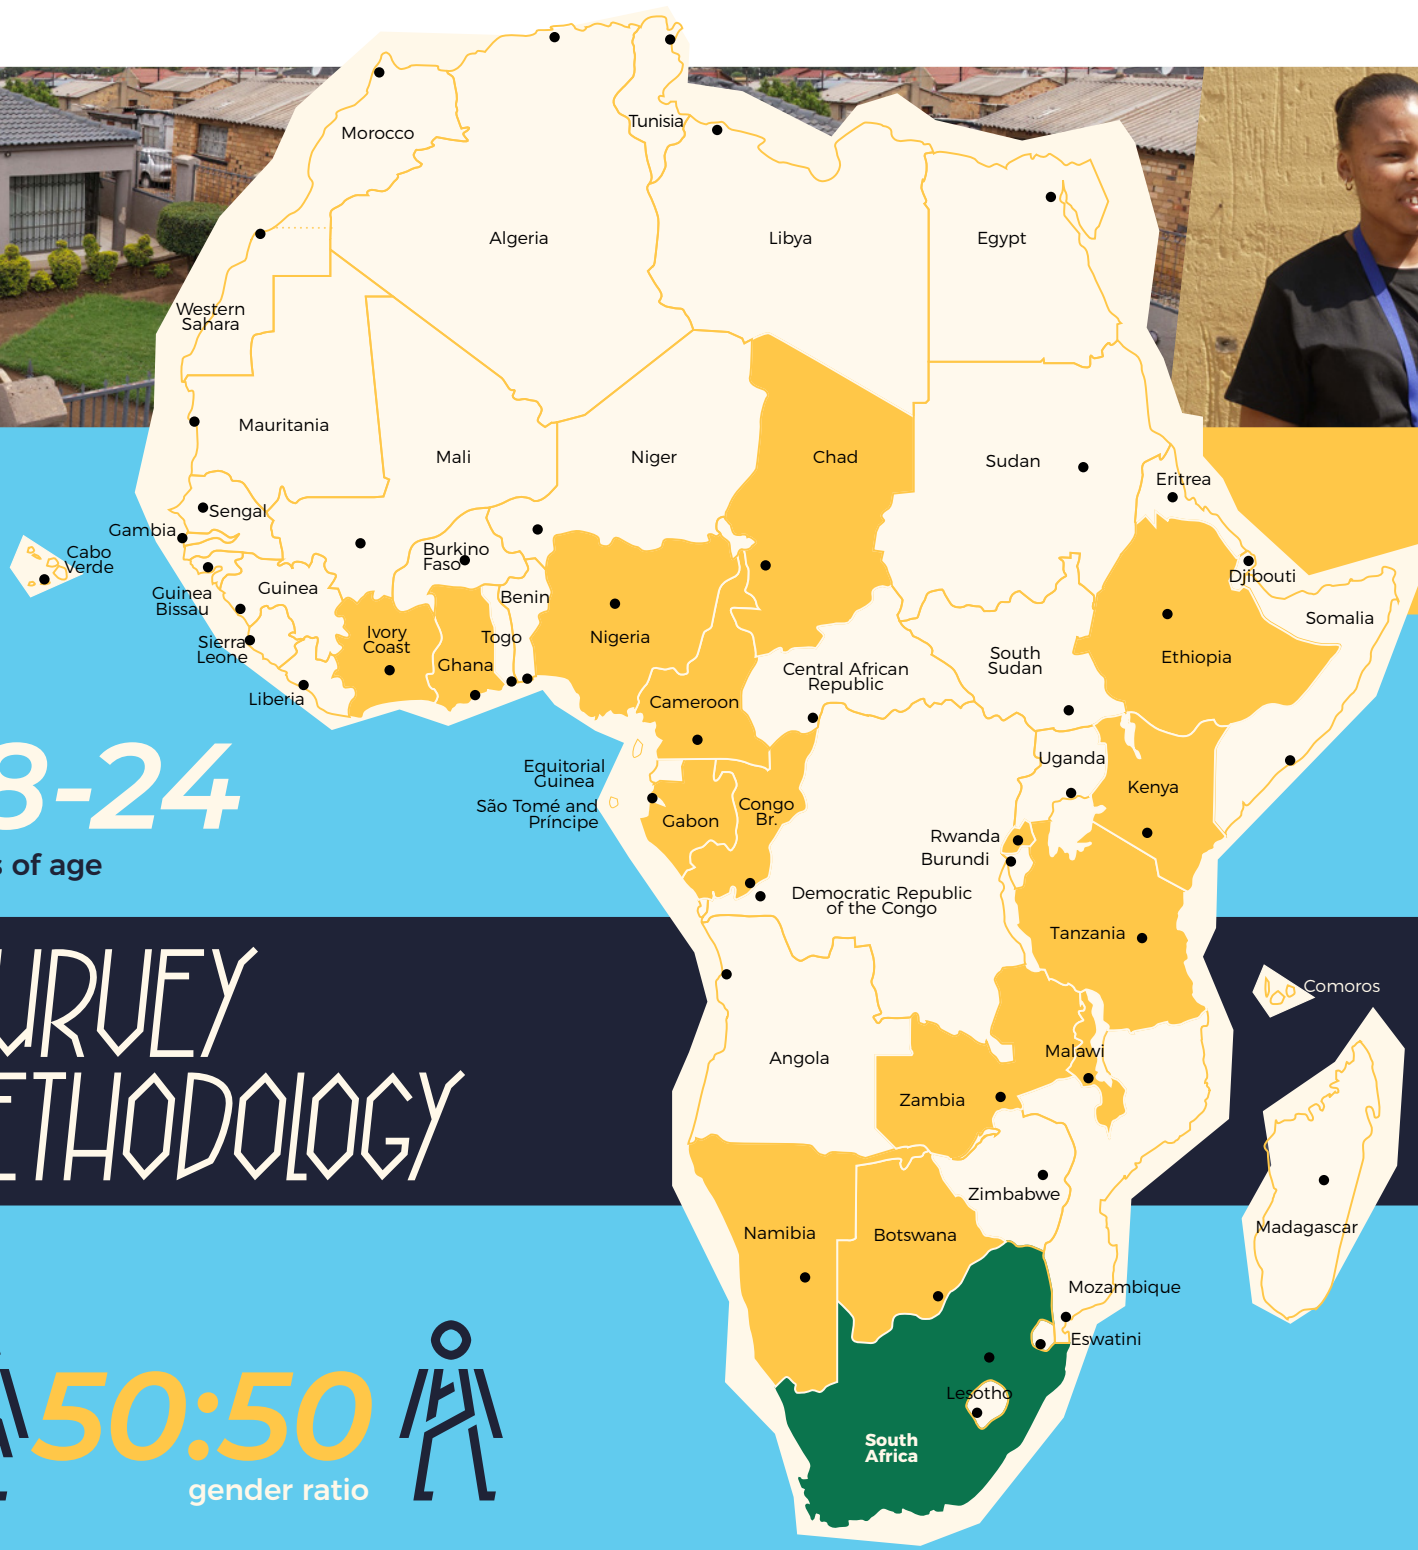 Tunisia
Morocco
Algeria
Libya
Egypt
Western
Sahara
Mauritania
Mali
Niger
Chad
Sudan
Eritrea
Sengal
Gambia
Cabo
Verde
Burkino
Faso
Djibouti
Guinea
Guinea
Bissau
Benin
Somalia
Ivory
Coast
Togo
Nigeria
Sierra
Leone
Ghana
South
Sudan
Ethiopia
Central African
Republic
Liberia
Cameroon
Uganda
Equitorial
Guinea
Kenya
São Tomé and
Príncipe
Gabon
Congo
Br.
Rwanda
Burundi
Democratic Republic
of the Congo
Tanzania
Comoros
Angola
Malawi
Zambia
Zimbabwe
Madagascar
Namibia
Botswana
Mozambique
Eswatini
Lesotho
South
Africa
8-24
s of age
URVEY
ETHODOLOGY
50:50
gender ratio